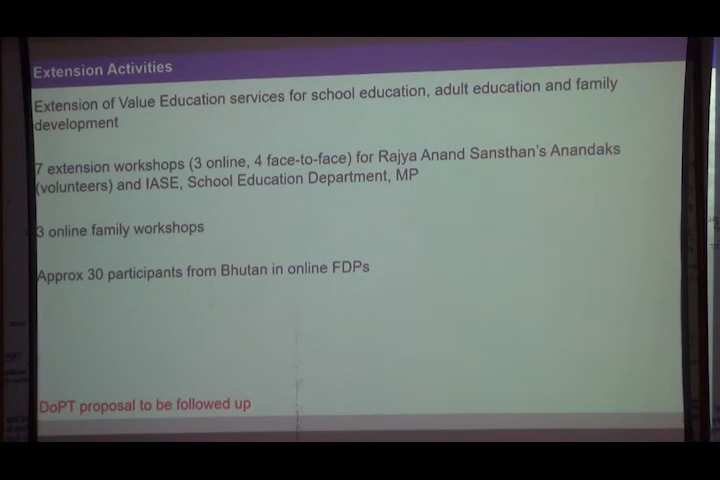 Extension Activities
Extension of Value Education services for school education, adult education and family
development
7 extension workshops (3 online, 4 face-to-face) for Rajya Anand Sansthan's Anandaks
(volunteers) and IASE, School Education Department, MP
3 online family workshops
Approx 30 participants from Bhutan in online FDPs
DoPT proposal to be followed up